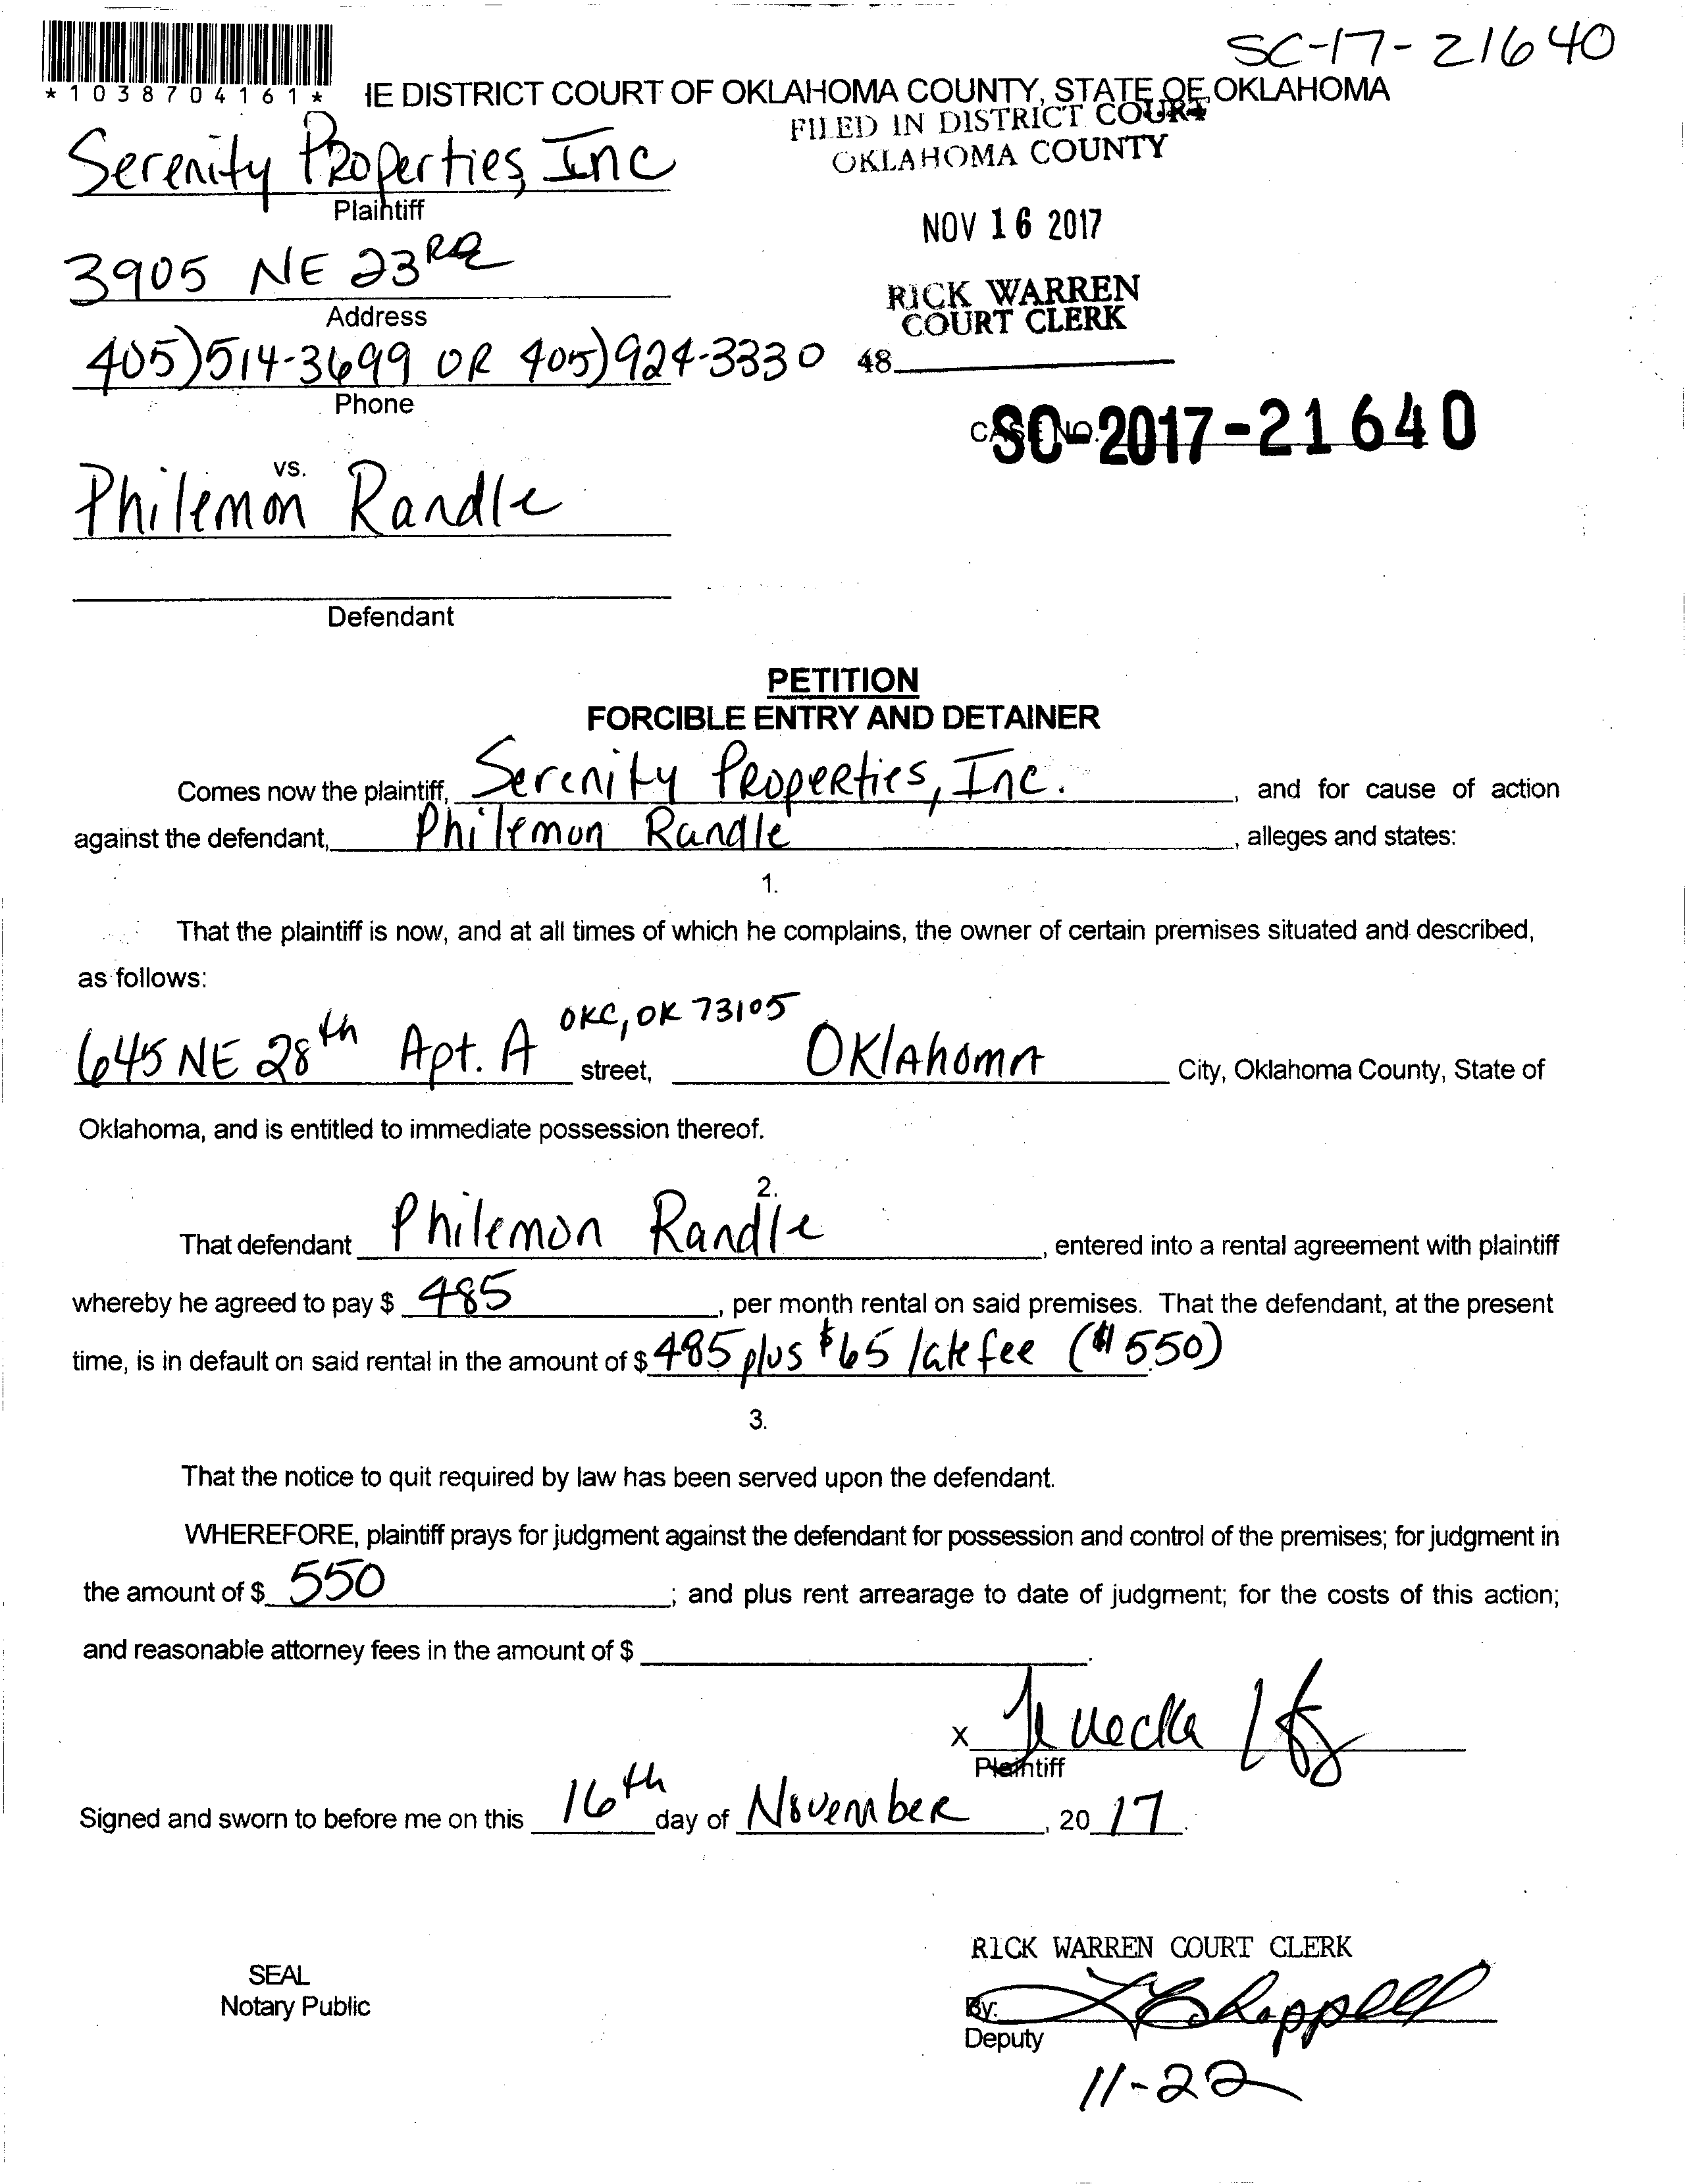 SC-17-21640
*1038704161*
IE DISTRICT COURT OF OKLAHOMA COUNTY, STATE OF OKLAHOMA
FILED IN DISTRICT COURT
OKLAHOMA COUNTY
Serenity Properties, Inc
Plaintiff
NOV 16 2017
3905 NE 23RD
Address
RICK WARREN
COURT CLERK
405)514-3699 OR 405)924-3330
48
Phone
CASE NO.
SC-2017-21640
vs.
Philemon Randle
Defendant
PETITION
FORCIBLE ENTRY AND DETAINER
Comes now the plaintiff, Serenity Properties, Inc. , and for cause of action
against the defendant, Philemon Randle , alleges and states:
1.
That the plaintiff is now, and at all times of which he complains, the owner of certain premises situated and described,
as follows:
645 NE 28th Apt. A OKC, OK 73105 street, OKlahoma City, Oklahoma County, State of
Oklahoma, and is entitled to immediate possession thereof.
2.
That defendant Philemon Randle , entered into a rental agreement with plaintiff
whereby he agreed to pay $ 485 , per month rental on said premises. That the defendant, at the present
time, is in default on said rental in the amount of $ 485 plus $65 late fee ($550)
3.
That the notice to quit required by law has been served upon the defendant.
WHEREFORE, plaintiff prays for judgment against the defendant for possession and control of the premises; for judgment in
the amount of $ 550 ; and plus rent arrearage to date of judgment; for the costs of this action;
and reasonable attorney fees in the amount of $ .
X
Plaintiff
Signed and sworn to before me on this 16th day of November , 20 17.
RICK WARREN COURT CLERK
SEAL
Notary Public
By:
Deputy
11-22